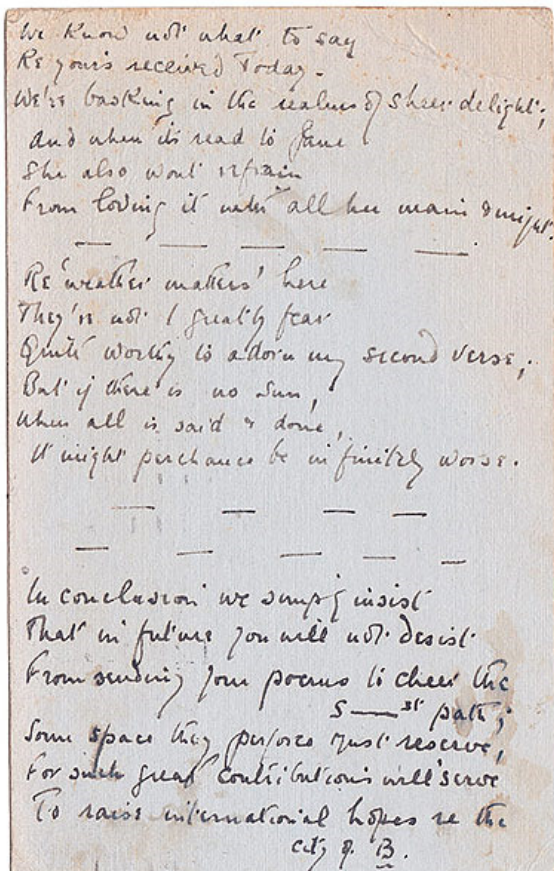 We know not what to say
Re yours received Today.
We're basking in the realms of sheer delight;
And when its read to Jane
She also wont refrain
From loving it with all her main & might.
— — — — —
Re 'weather matters' here
They're not I greatly fear
Quite worthy to adorn my second verse;
But if there is no Sun,
When all is said & done,
It might perchance be infinitely worse.
— — — —
— — — — —
In conclusion we simply insist
That in future you will not desist
From sending your poems to cheer the
S——st path;
Some space they perforce must reserve,
For such great contributions will serve
To raise international hopes re the
city of B.